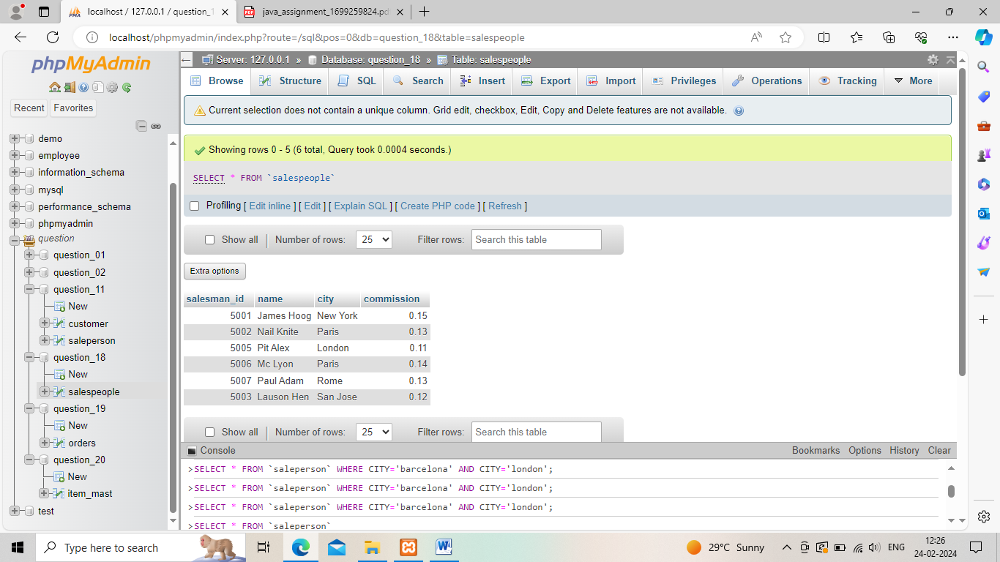 localhost / 127.0.0.1 / question_1
java_assignment_1699259824.pd
localhost/phpmyadmin/index.php?route=/sql&pos=0&db=question_18&table=salespeople
phpMyAdmin
Recent Favorites
demo
employee
information_schema
mysql
performance_schema
phpmyadmin
question
question_01
question_02
question_11
New
customer
saleperson
question_18
New
salespeople
question_19
New
orders
question_20
New
item_mast
test
Server: 127.0.0.1 » Database: question_18 » Table: salespeople
Browse Structure SQL Search Insert Export Import Privileges Operations Tracking More
Current selection does not contain a unique column. Grid edit, checkbox, Edit, Copy and Delete features are not available.
Showing rows 0 - 5 (6 total, Query took 0.0004 seconds.)
SELECT * FROM `salespeople`
Profiling [ Edit inline ] [ Edit ] [ Explain SQL ] [ Create PHP code ] [ Refresh ]
Show all Number of rows: 25 Filter rows: Search this table
Extra options
salesman_id name city commission
5001 James Hoog New York 0.15
5002 Nail Knite Paris 0.13
5005 Pit Alex London 0.11
5006 Mc Lyon Paris 0.14
5007 Paul Adam Rome 0.13
5003 Lauson Hen San Jose 0.12
Show all Number of rows: 25 Filter rows: Search this table
Console Bookmarks Options History Clear
>SELECT * FROM `saleperson` WHERE CITY='barcelona' AND CITY='london';
>SELECT * FROM `saleperson` WHERE CITY='barcelona' AND CITY='london';
>SELECT * FROM `saleperson` WHERE CITY='barcelona' AND CITY='london';
>SELECT * FROM `saleperson`
Type here to search
29°C Sunny
ENG
12:26
24-02-2024